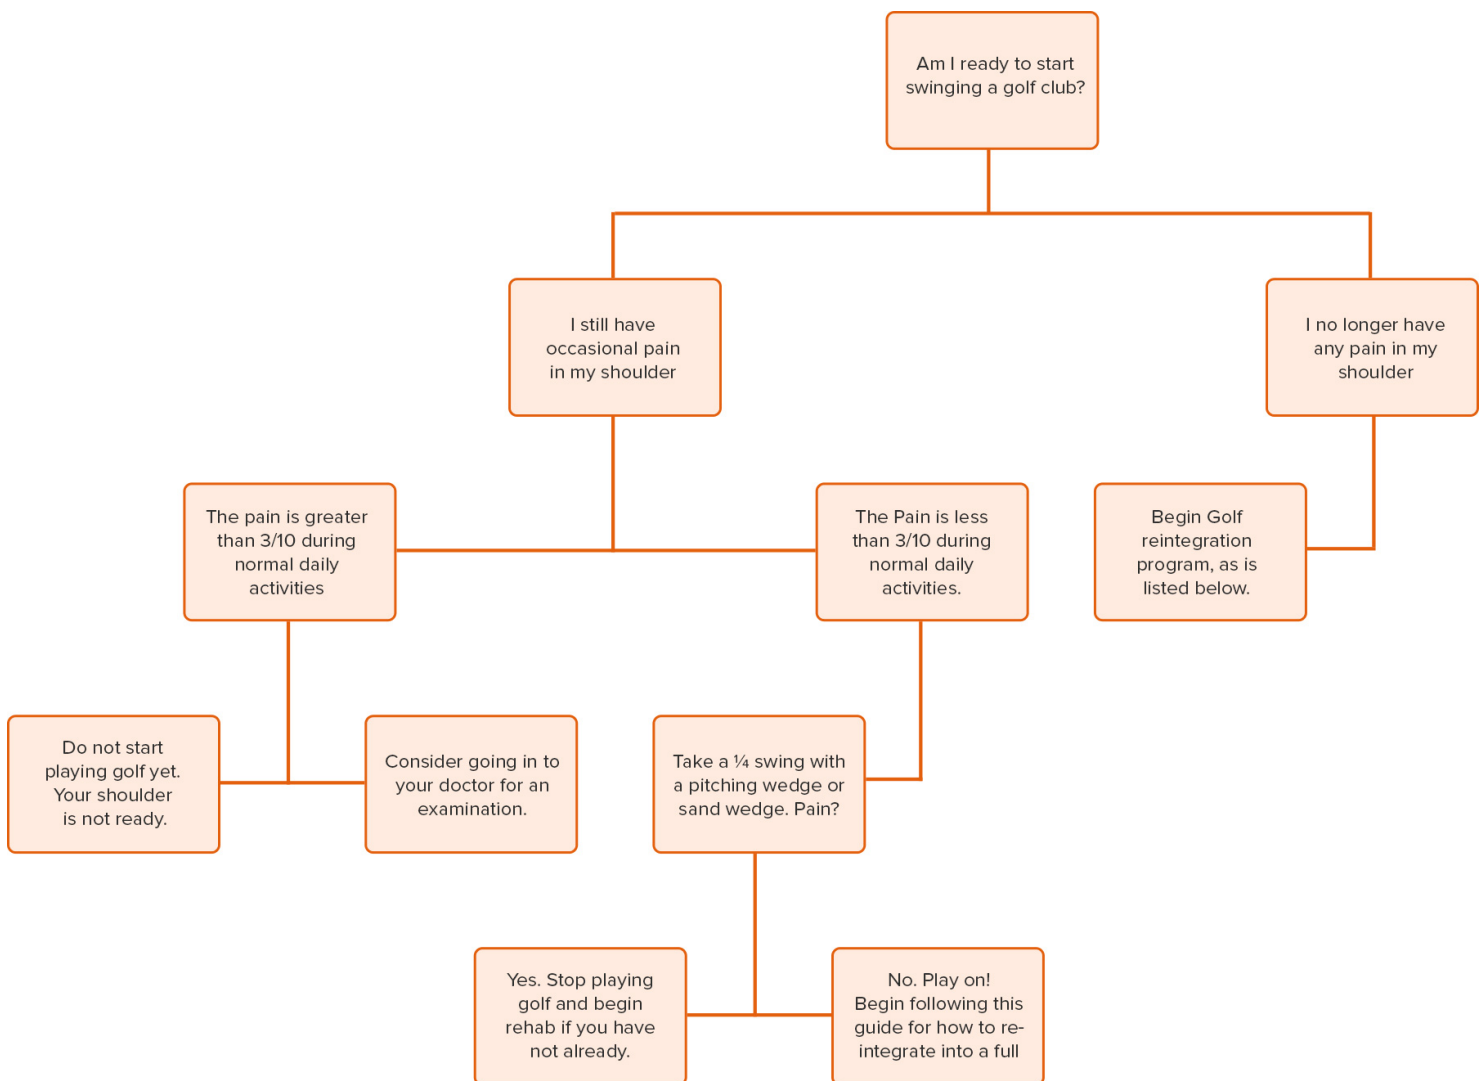 Am I ready to start
swinging a golf club?
I still have
occasional pain
in my shoulder
I no longer have
any pain in my
shoulder
The pain is greater
than 3/10 during
normal daily
activities
The Pain is less
than 3/10 during
normal daily
activities.
Begin Golf
reintegration
program, as is
listed below.
Do not start
playing golf yet.
Your shoulder
is not ready.
Consider going in to
your doctor for an
examination.
Take a ¼ swing with
a pitching wedge or
sand wedge. Pain?
Yes. Stop playing
golf and begin
rehab if you have
not already.
No. Play on!
Begin following this
guide for how to re-
integrate into a full